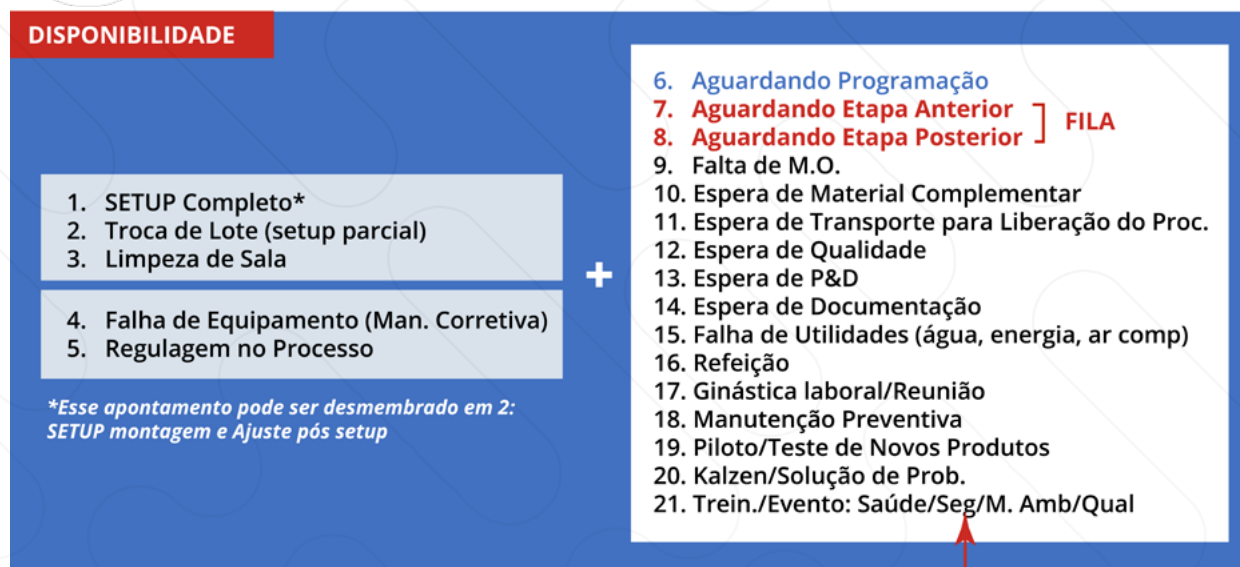 DISPONIBILIDADE
1. SETUP Completo*
2. Troca de Lote (setup parcial)
3. Limpeza de Sala
4. Falha de Equipamento (Man. Corretiva)
5. Regulagem no Processo
*Esse apontamento pode ser desmembrado em 2:
SETUP montagem e Ajuste pós setup
+
6. Aguardando Programação
7. Aguardando Etapa Anterior
8. Aguardando Etapa Posterior
FILA
9. Falta de M.O.
10. Espera de Material Complementar
11. Espera de Transporte para Liberação do Proc.
12. Espera de Qualidade
13. Espera de P&D
14. Espera de Documentação
15. Falha de Utilidades (água, energia, ar comp)
16. Refeição
17. Ginástica laboral/Reunião
18. Manutenção Preventiva
19. Piloto/Teste de Novos Produtos
20. Kalzen/Solução de Prob.
21. Trein./Evento: Saúde/Seg/M. Amb/Qual